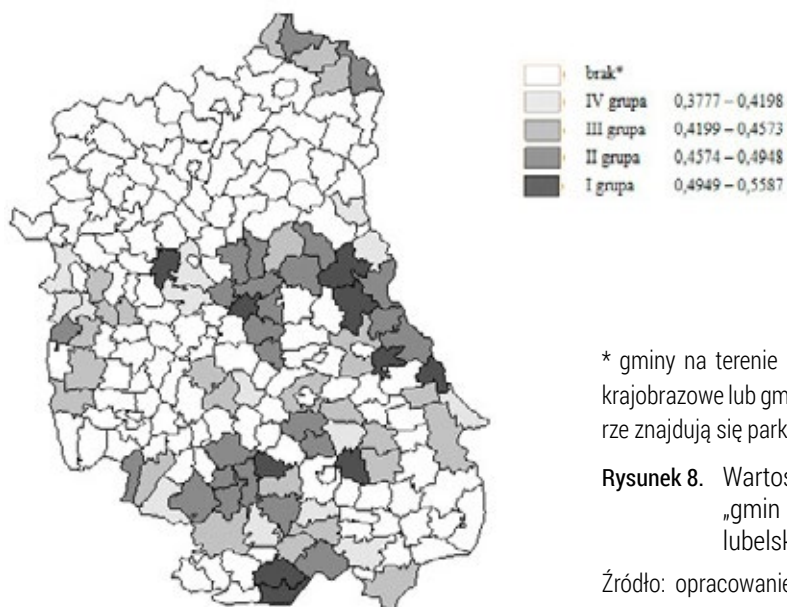 brak*
IV grupa 0,3777 – 0,4198
III grupa 0,4199 – 0,4573
II grupa 0,4574 – 0,4948
I grupa 0,4949 – 0,5587
* gminy na terenie
krajobrazowe lub gm
rze znajdują się park
Rysunek 8. Wartos
„gmin
lubelsk
Źródło: opracowanie